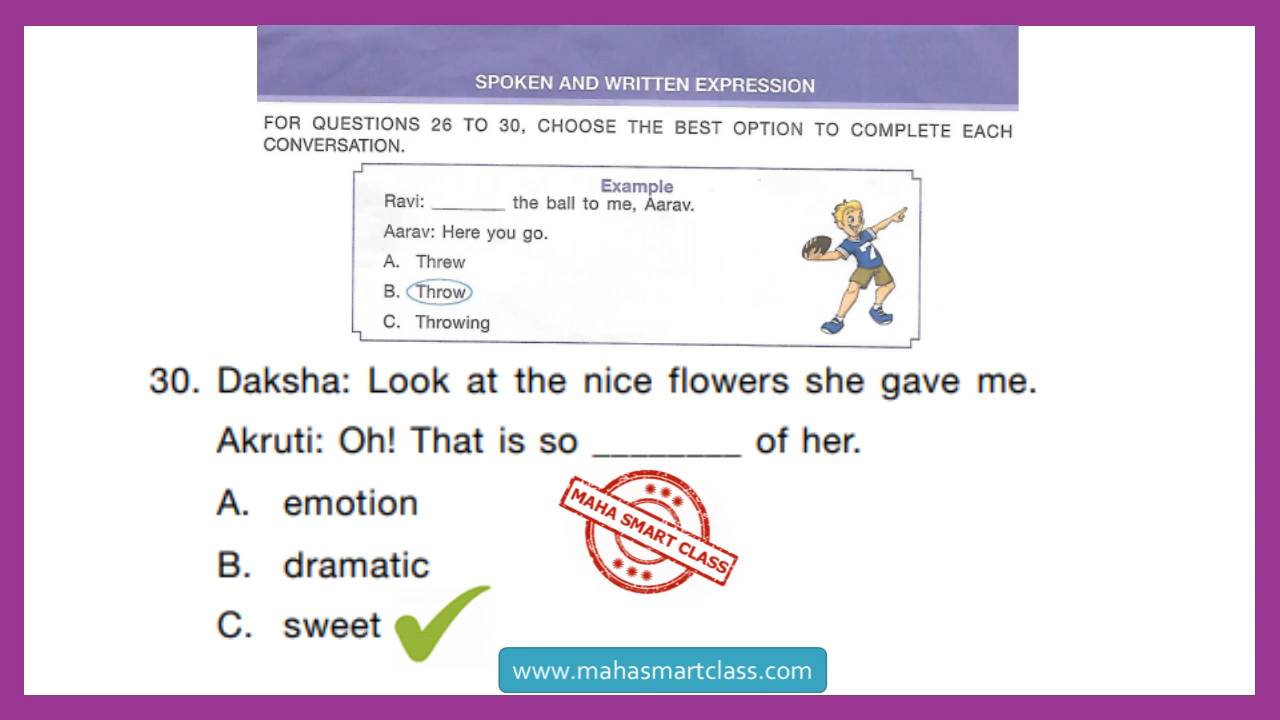 SPOKEN AND WRITTEN EXPRESSION
FOR QUESTIONS 26 TO 30, CHOOSE THE BEST OPTION TO COMPLETE EACH
CONVERSATION.
Example
Ravi: ________ the ball to me, Aarav.
Aarav: Here you go.
A. Threw
B. Throw
C. Throwing
7
30. Daksha: Look at the nice flowers she gave me.
Akruti: Oh! That is so ________ of her.
A. emotion
B. dramatic
C. sweet
MAHA SMART CLASS
www.mahasmartclass.com